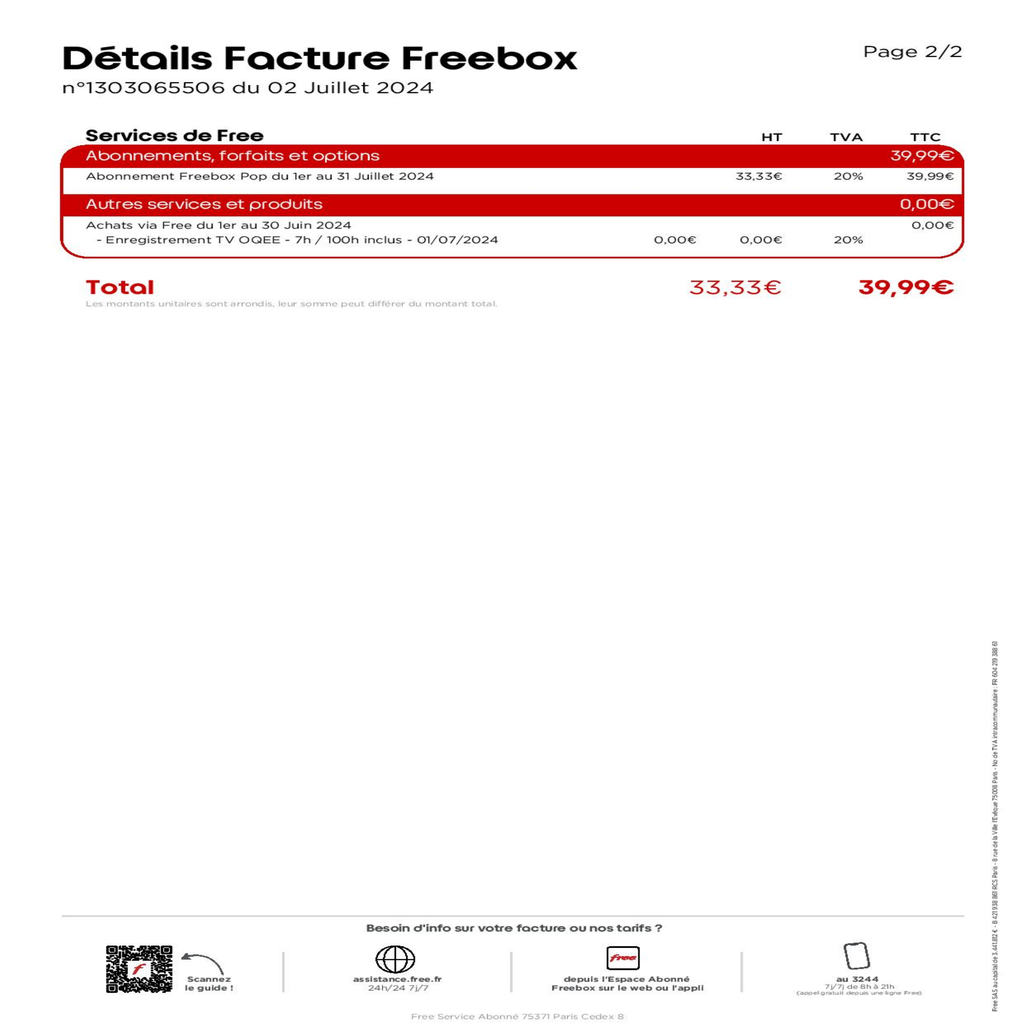 Détails Facture Freebox
Page 2/2
n°1303065506 du 02 Juillet 2024
Services de Free HT TVA TTC
Abonnements, forfaits et options 39,99€
Abonnement Freebox Pop du 1er au 31 Juillet 2024 33,33€ 20% 39,99€
Autres services et produits 0,00€
Achats via Free du 1er au 30 Juin 2024 0,00€
- Enregistrement TV OQEE - 7h / 100h inclus - 01/07/2024 0,00€ 0,00€ 20%
Total 33,33€ 39,99€
Les montants unitaires sont arrondis, leur somme peut différer du montant total.
Free SAS au capital de 3.441.812 € - B 421 938 861 RCS Paris - 8 rue de la Ville l'Evêque 75008 Paris - No de TVA intracommunautaire : FR 604 219 388 61
Besoin d'info sur votre facture ou nos tarifs ?
Scannez
le guide !
assistance.free.fr
24h/24 7j/7
free
depuis l'Espace Abonné
Freebox sur le web ou l'appli
au 3244
7j/7j de 8h à 21h
(appel gratuit depuis une ligne Free)
Free Service Abonné 75371 Paris Cedex 8